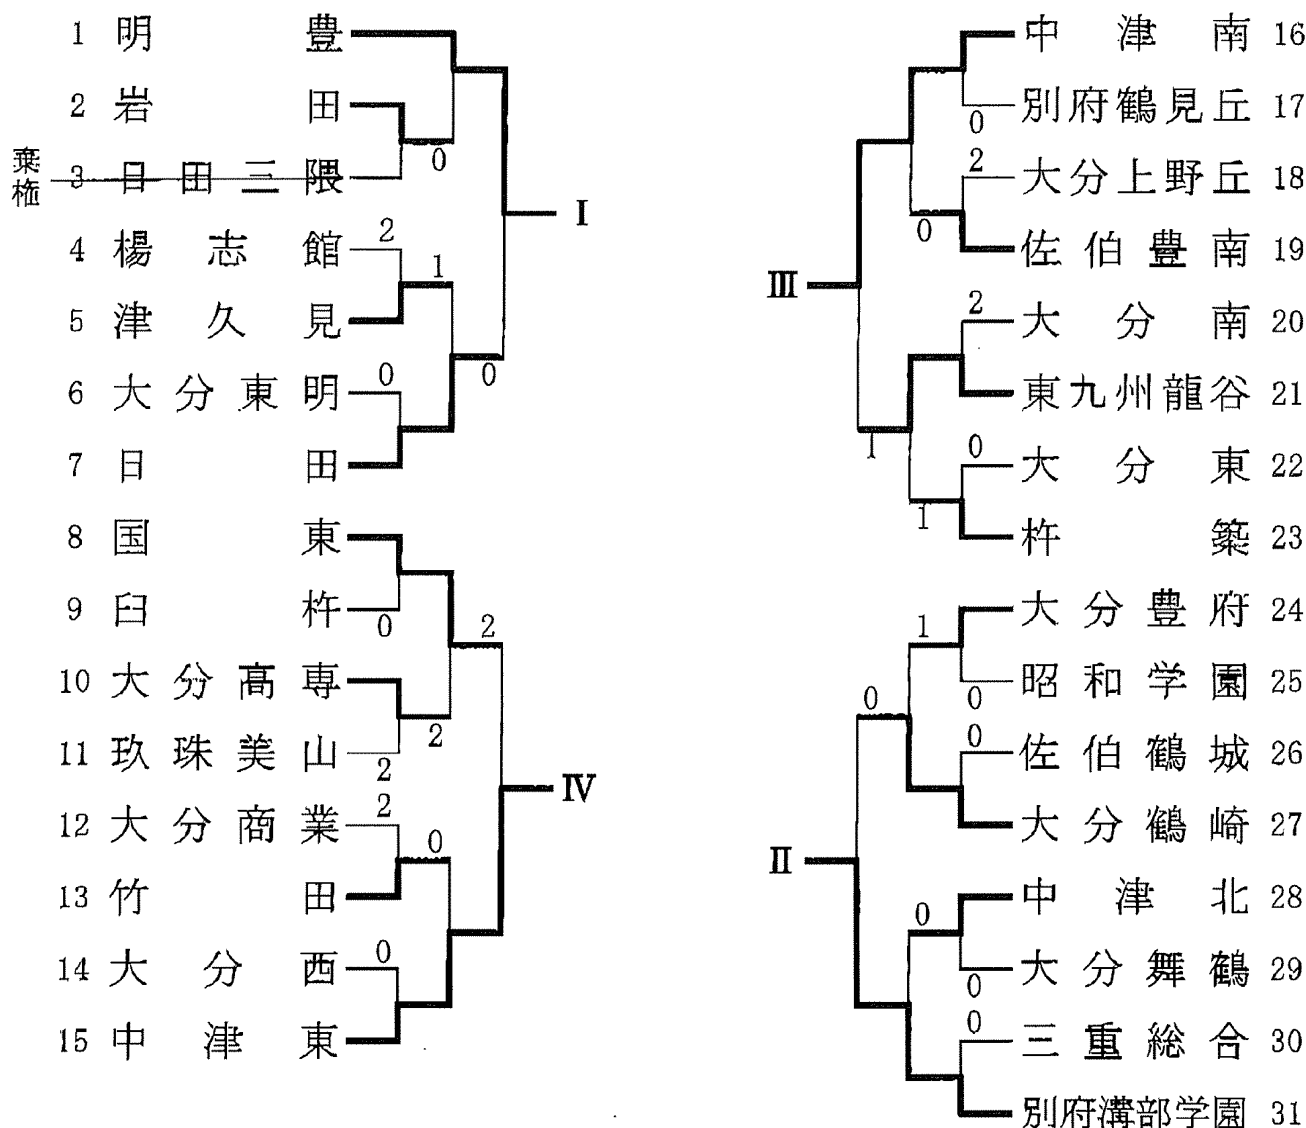 1 明豊
2 岩田
0
棄権
3 日田三隈
I
4 楊志館 2
1
5 津久見
6 大分東明 0
0
7 日田
8 国東
9 臼杵 0
2
10 大分高専
2
11 玖珠美山 2
IV
12 大分商業 2
0
13 竹田
14 大分西 0
15 中津東
中津南 16
0 別府鶴見丘 17
2 大分上野丘 18
0
佐伯豊南 19
III
2 大分南 20
東九州龍谷 21
1
0 大分東 22
1
杵築 23
大分豊府 24
1
0 昭和学園 25
0
0 佐伯鶴城 26
大分鶴崎 27
II
中津北 28
0
0 大分舞鶴 29
0 三重総合 30
別府溝部学園 31